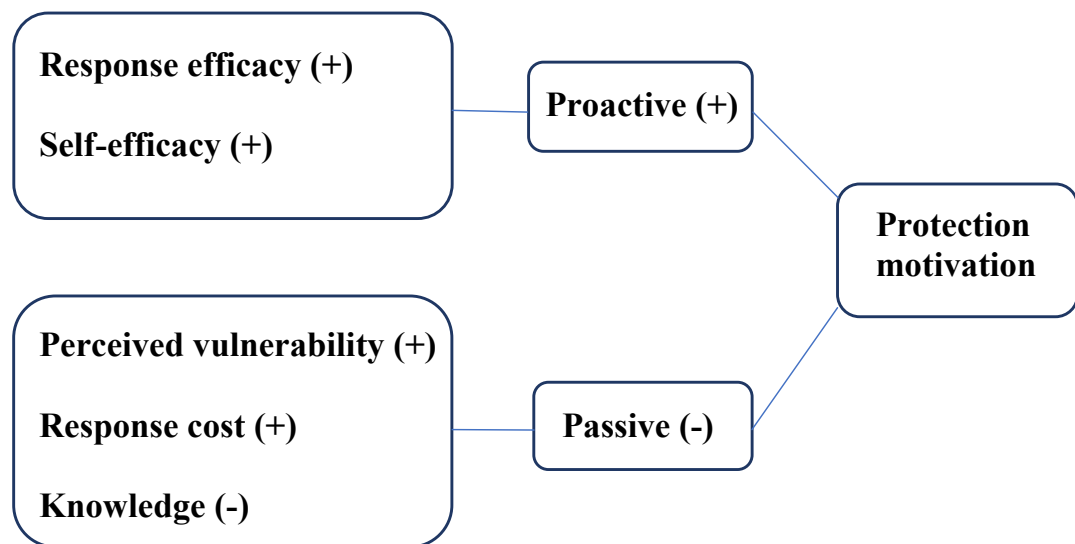 Response efficacy (+)
Self-efficacy (+)
Proactive (+)
Protection
motivation
Perceived vulnerability (+)
Response cost (+)
Knowledge (-)
Passive (-)